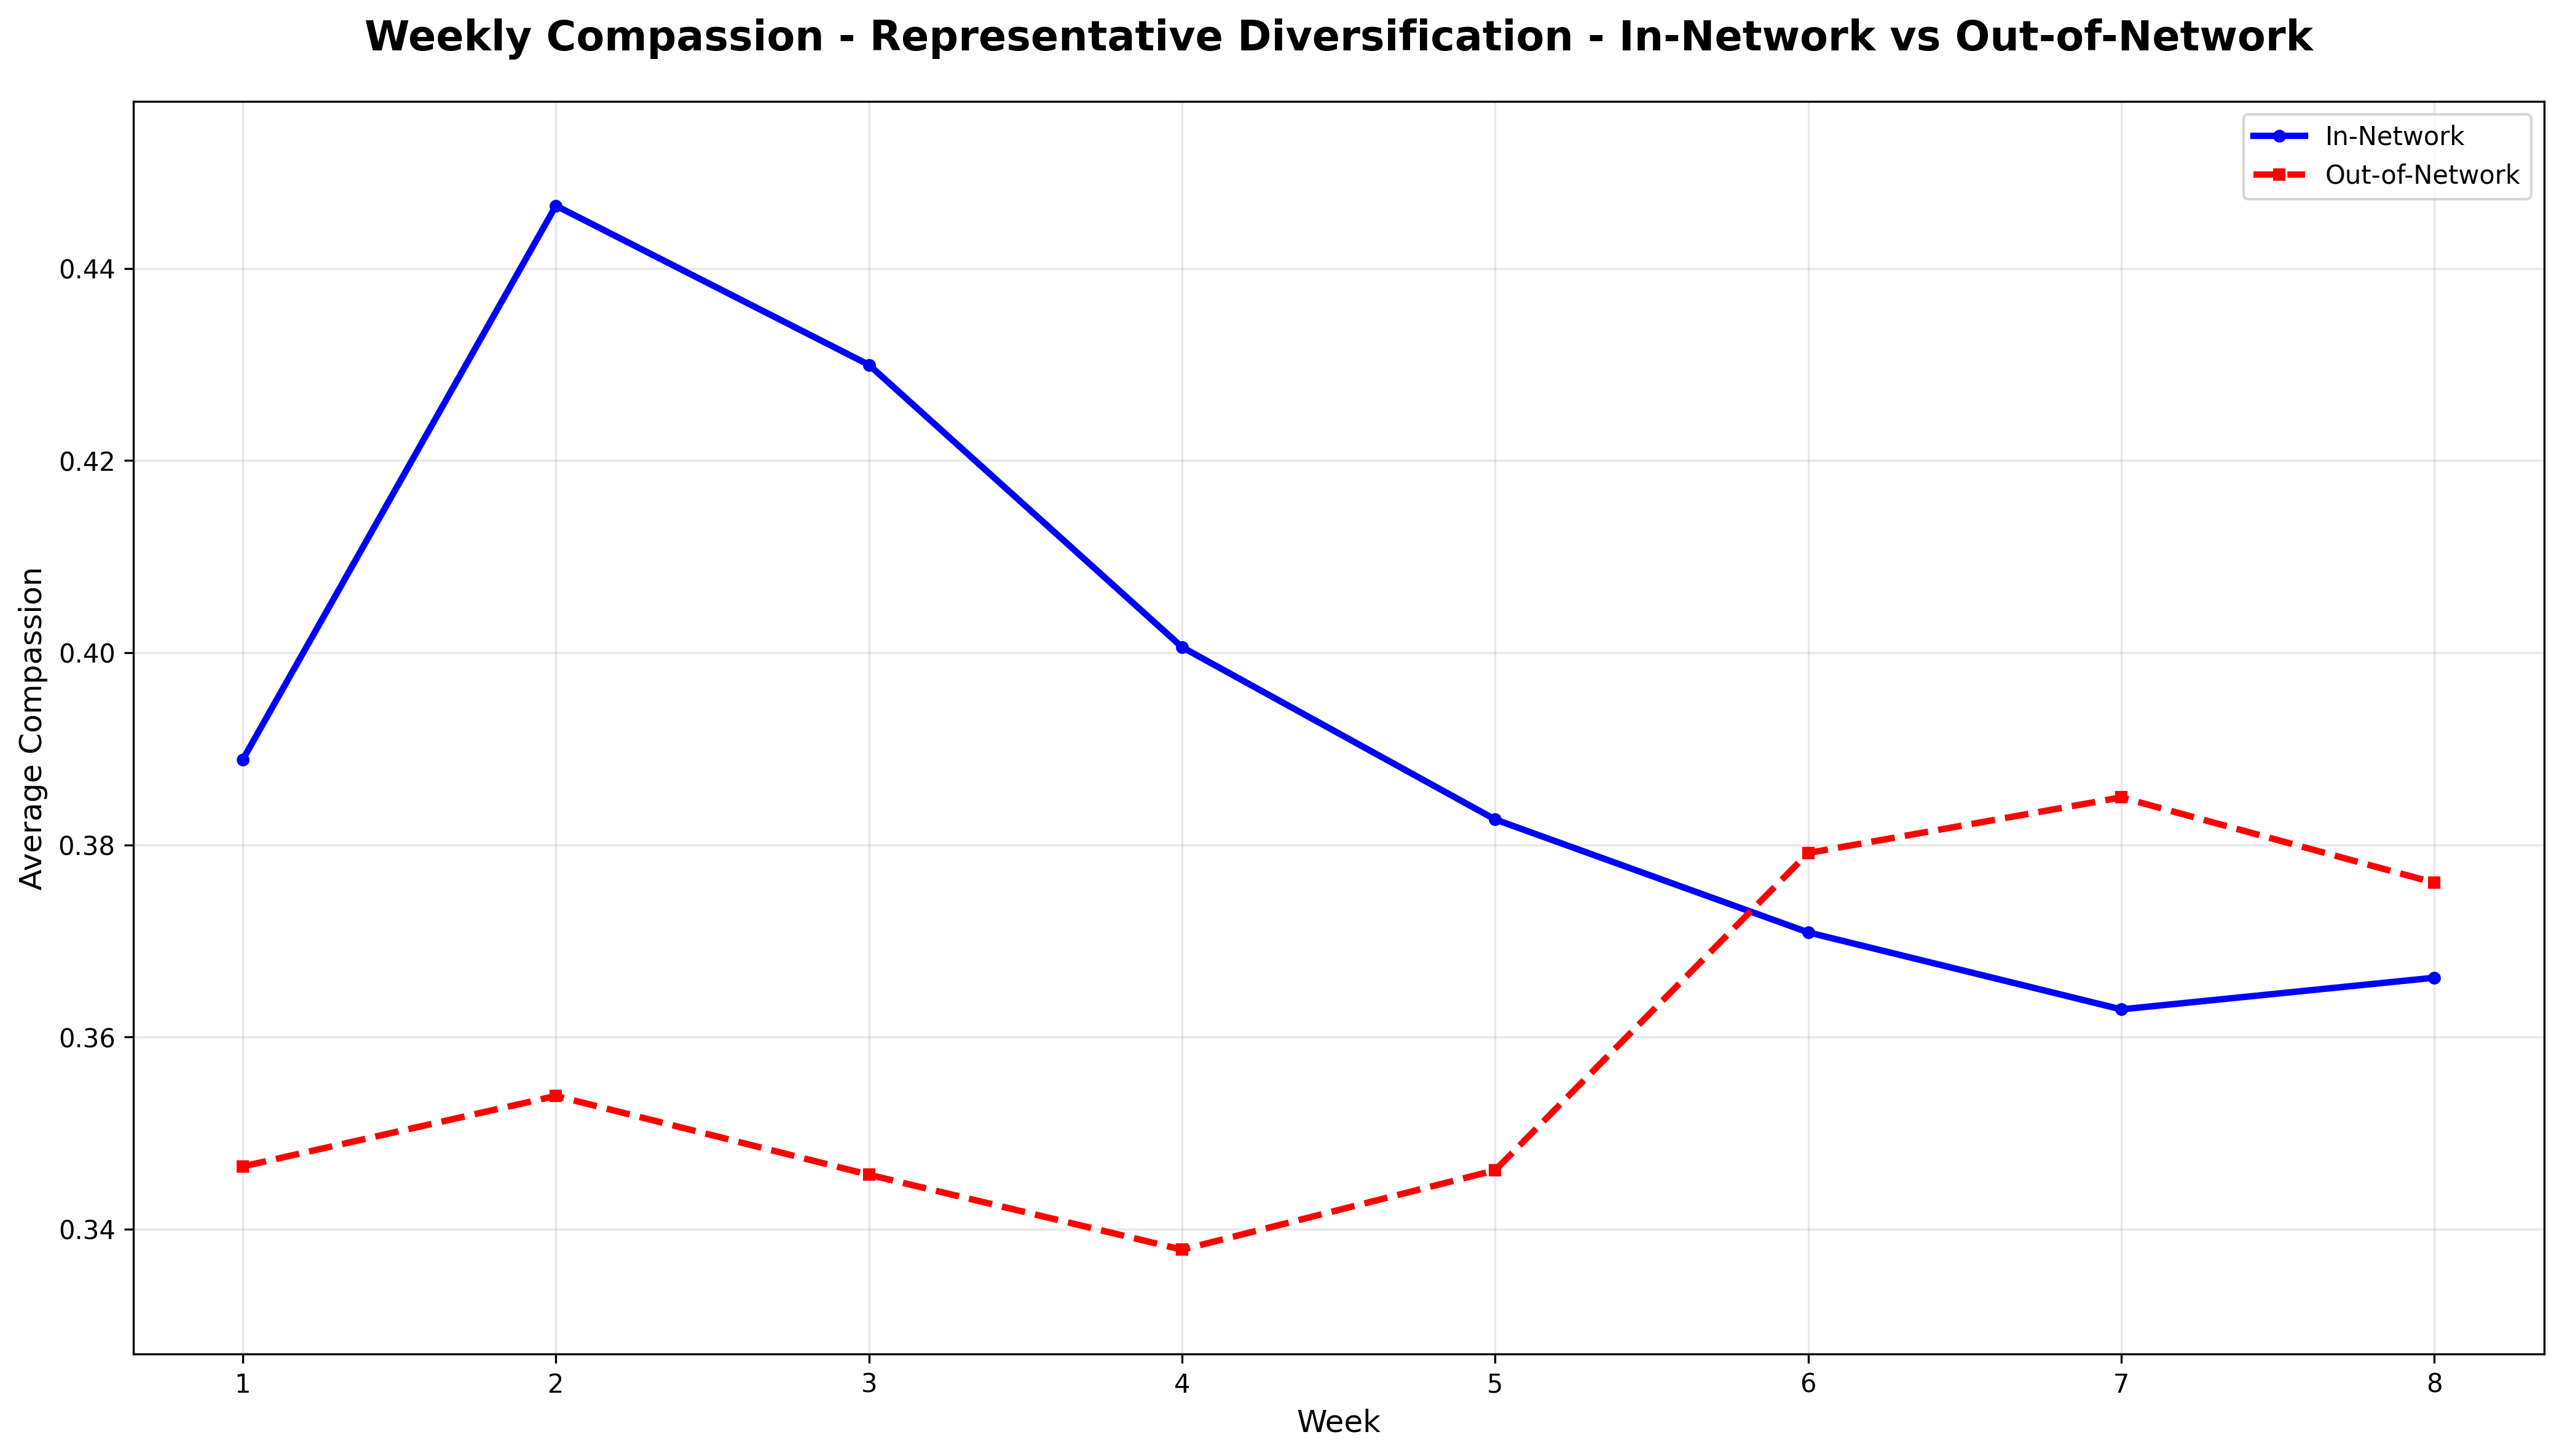 Weekly Compassion - Representative Diversification - In-Network vs Out-of-Network
In-Network
Out-of-Network
Average Compassion
0.44
0.42
0.40
0.38
0.36
0.34
1 2 3 4 5 6 7 8
Week